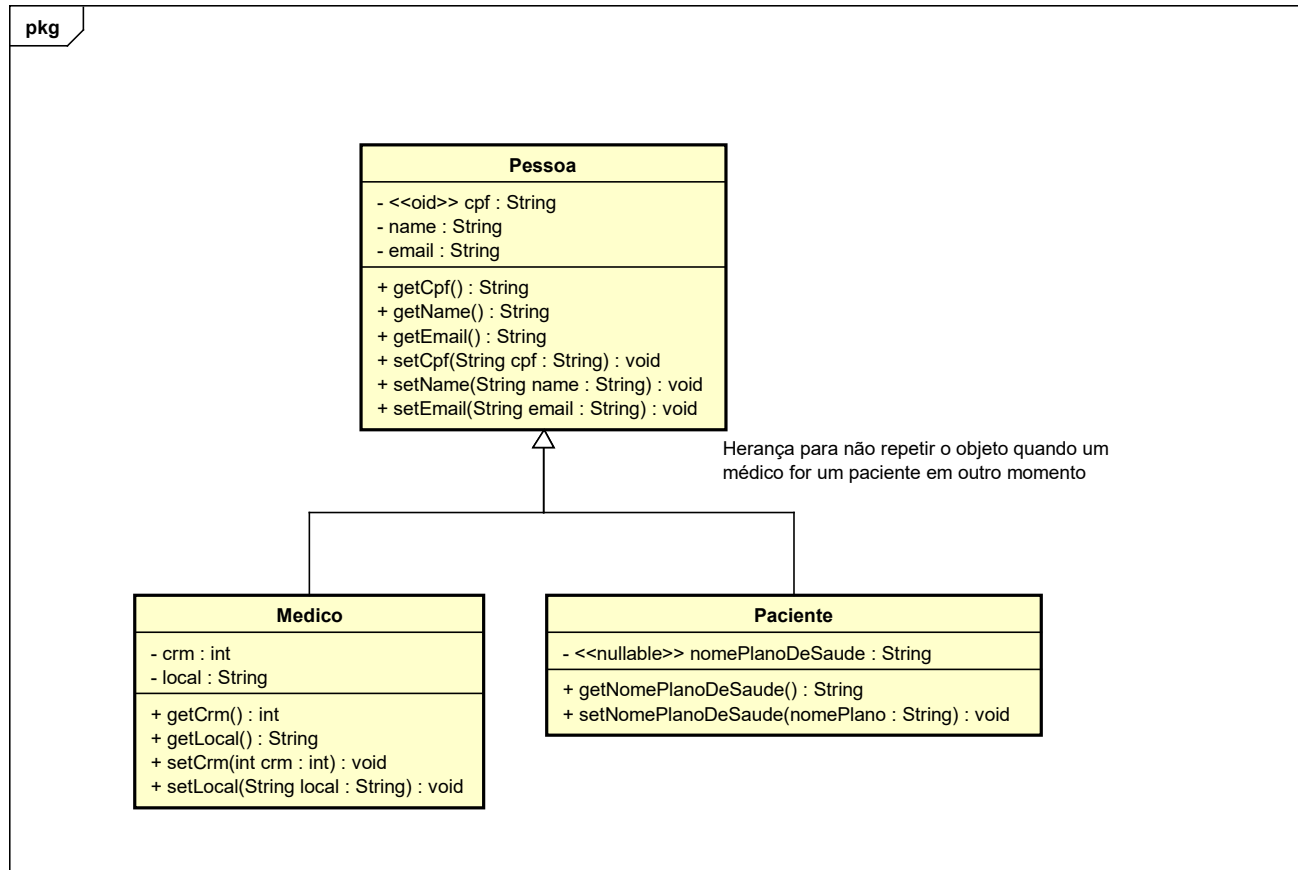 pkg
Pessoa
- <<oid>> cpf : String
- name : String
- email : String
+ getCpf() : String
+ getName() : String
+ getEmail() : String
+ setCpf(String cpf : String) : void
+ setName(String name : String) : void
+ setEmail(String email : String) : void
Herança para não repetir o objeto quando um
médico for um paciente em outro momento
Medico
- crm : int
- local : String
+ getCrm() : int
+ getLocal() : String
+ setCrm(int crm : int) : void
+ setLocal(String local : String) : void
Paciente
- <<nullable>> nomePlanoDeSaude : String
+ getNomePlanoDeSaude() : String
+ setNomePlanoDeSaude(nomePlano : String) : void